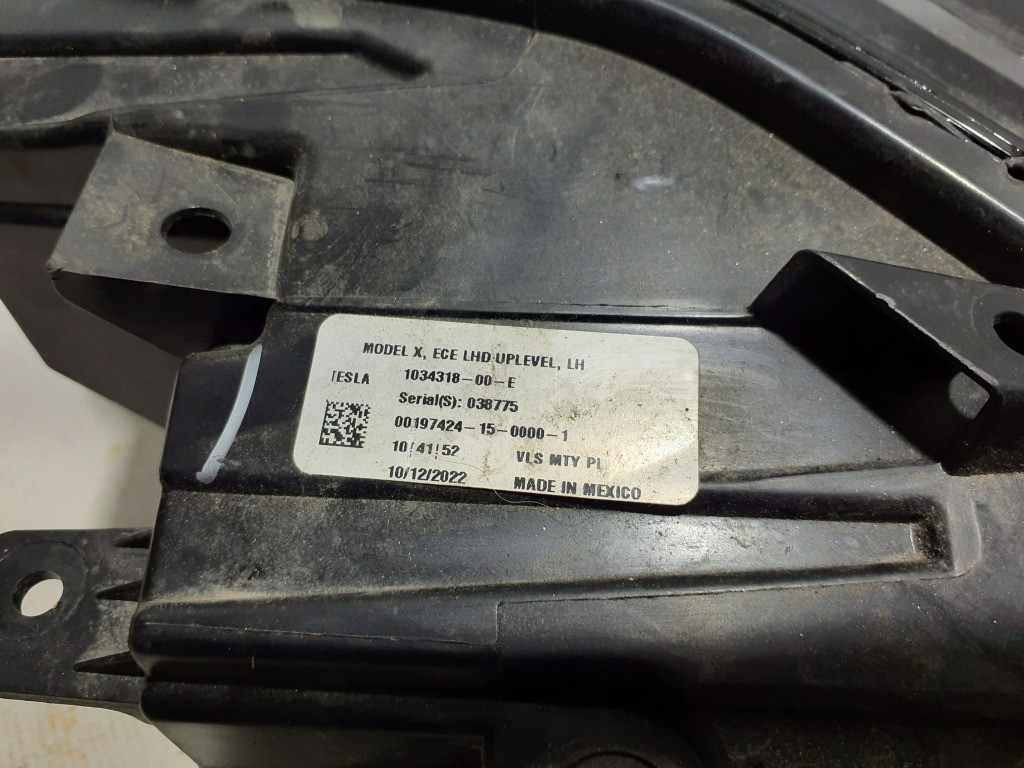 MODEL X, ECE LHD UPLEVEL, LH
TESLA 1034318-00-E
Serial(S): 038775
00197424-15-0000-1
10:41:52 VLS MTY
10/12/2022 MADE IN MEXICO